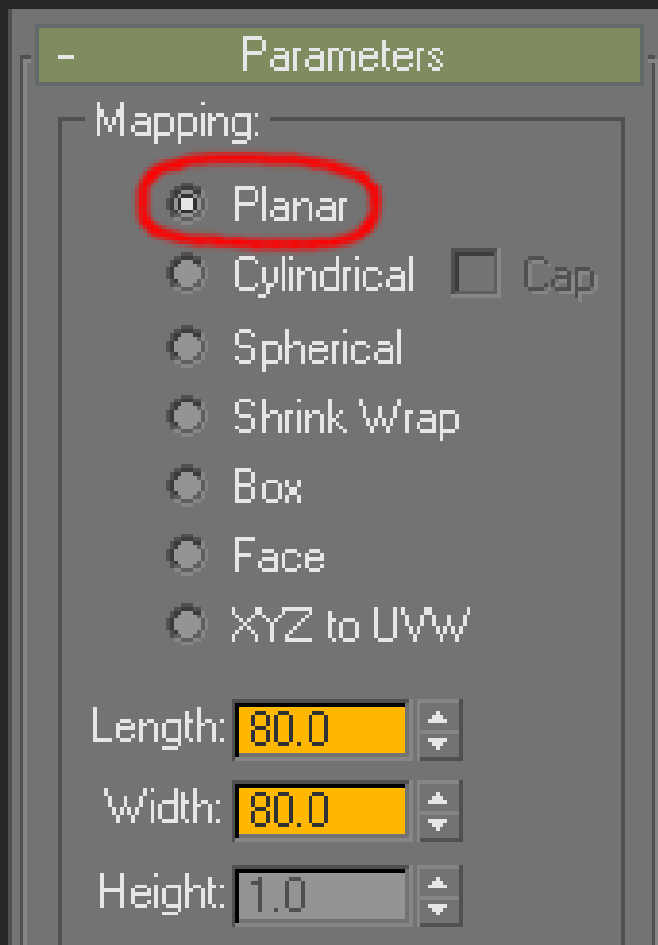 - Parameters
Mapping:
Planar
Cylindrical Cap
Spherical
Shrink Wrap
Box
Face
XYZ to UVW
Length: 80.0
Width: 80.0
Height: 1.0